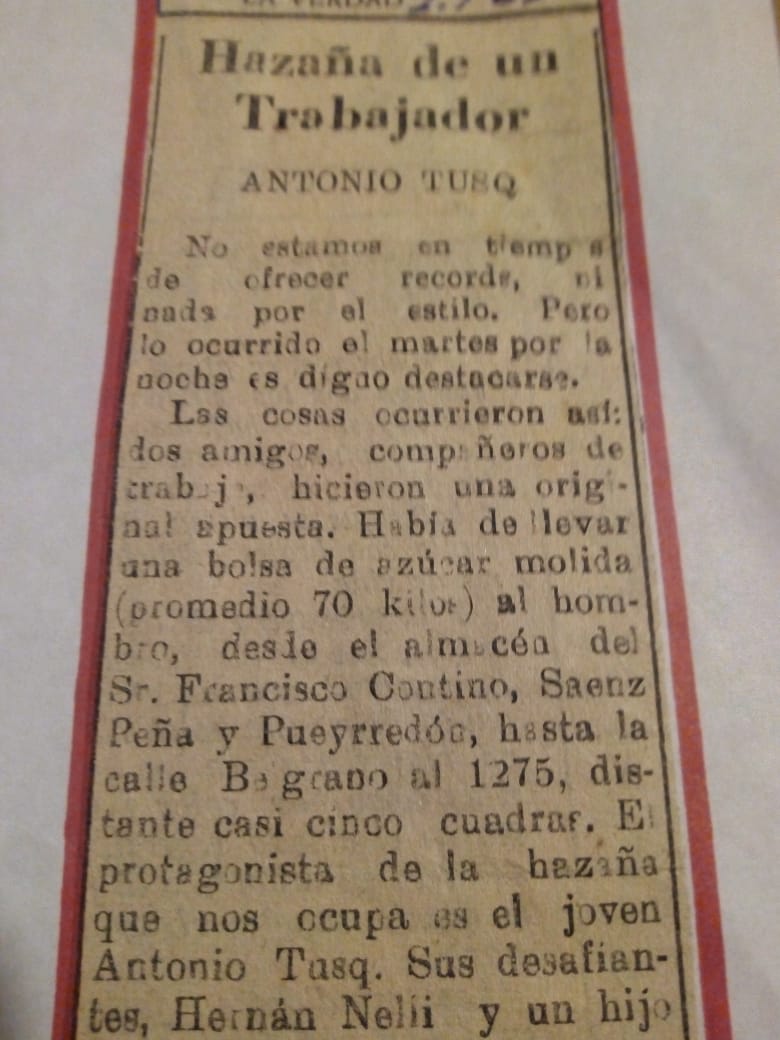 LA VERDAD
Hazaña de un
Trabajador
ANTONIO TUSQ
No estamos en tiemp s
de ofrecer records, ni
nada por el estilo. Pero
lo ocurrido el martes por la
noche es digno destacarse.
Las cosas ocurrieron así:
dos amigos, compañeros de
trabajo, hicieron una origi-
nal apuesta. Había de llevar
una bolsa de azúcar molida
(promedio 70 kilos) al hom-
bro, desde el almacén del
Sr. Francisco Contino, Saenz
Peña y Pueyrredón, hasta la
calle Belgrano al 1275, dis-
tante casi cinco cuadras. El
protagonista de la hazaña
que nos ocupa es el joven
Antonio Tusq. Sus desafian-
tes, Hernán Nelli y un hijo